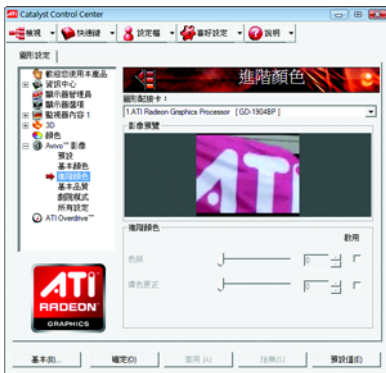 Catalyst Control Center
檢視
快速鍵
設定檔
喜好設定
說明
圖形設定
歡迎您使用本產品
資訊中心
顯示器管理員
顯示器選項
監視器內容 1
3D
顏色
Avivo™ 影像
預設
基本顏色
進階顏色
基本品質
劇院模式
所有設定
ATI Overdrive™
ATI
RADEON
GRAPHICS
進階顏色
圖形配接卡：
1.ATI Radeon Graphics Processor [ GD-1904BP ]
影像預覽
ATI
進階顏色
啟用
0
膚色更正
0
基本(B)...
確定(O)
套用 (A)
捨棄(S)
預設值(E)